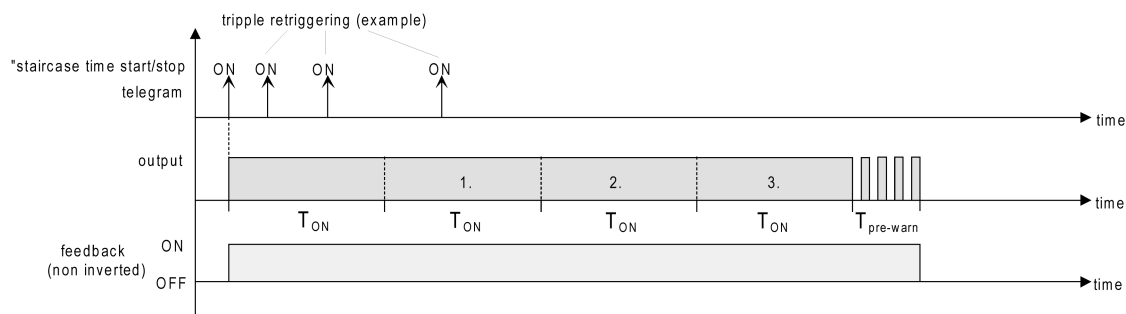 tripple retriggering (example)
"staircase time start/stop
telegram
ON ON ON ON
time
output
1. 2. 3.
time
TON TON TON TON Tpre-warn
feedback
(non inverted)
ON
OFF
time